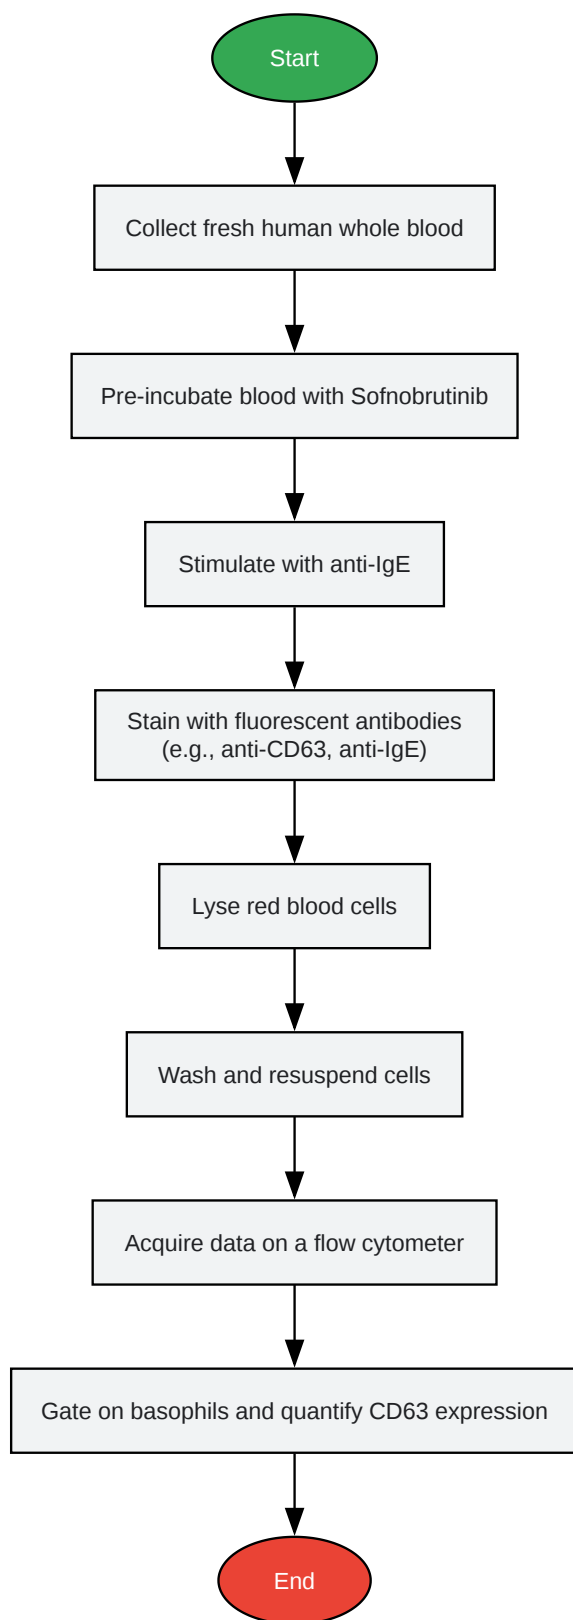 Start
Collect fresh human whole blood
Pre-incubate blood with Sofnobrutinib
Stimulate with anti-IgE
Stain with fluorescent antibodies
(e.g., anti-CD63, anti-IgE)
Lyse red blood cells
Wash and resuspend cells
Acquire data on a flow cytometer
Gate on basophils and quantify CD63 expression
End